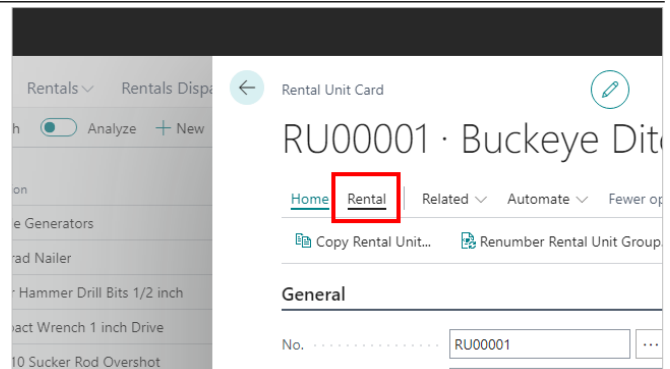 Rentals
Rentals Dispa
Rental Unit Card
h
Analyze
+ New
RU00001 · Buckeye Dit
on
Home
Rental
Related
Automate
Fewer op
e Generators
Copy Rental Unit...
Renumber Rental Unit Group
rad Nailer
Hammer Drill Bits 1/2 inch
General
act Wrench 1 inch Drive
No.
RU00001
10 Sucker Rod Overshot